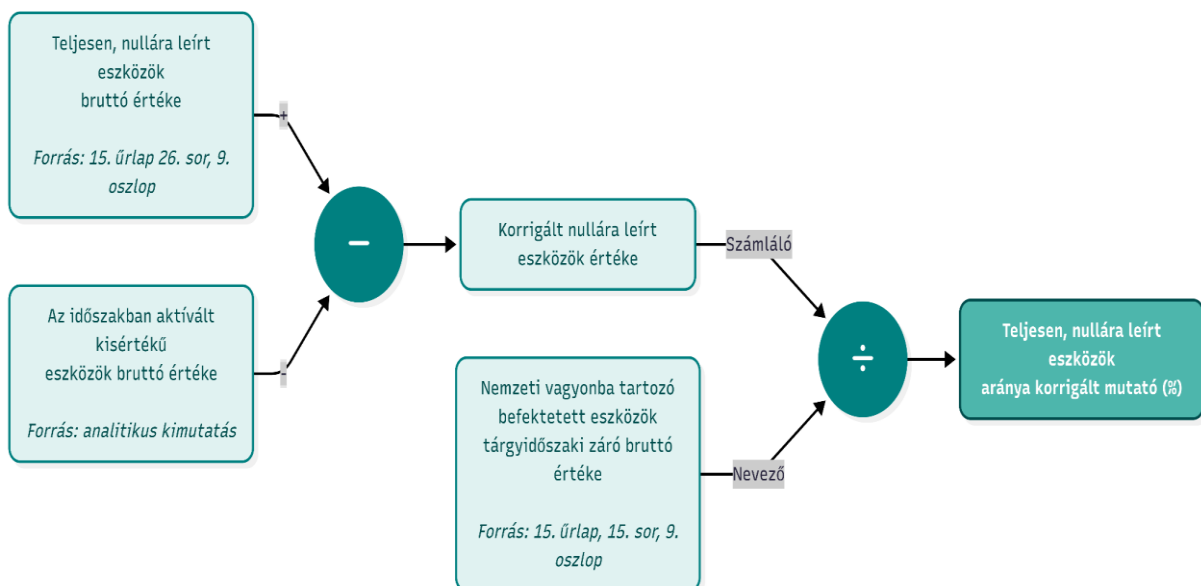 Teljesen, nullára leírt
eszközök
bruttó értéke
Forrás: 15. űrlap 26. sor, 9.
oszlop
+
Az időszakban aktívált
kisértékű
eszközök bruttó értéke
Forrás: analitikus kimutatás
-
−
Korrigált nullára leírt
eszközök értéke
Számláló
Nemzeti vagyonba tartozó
befektetett eszközök
tárgyidőszaki záró bruttó
értéke
Forrás: 15. űrlap, 15. sor, 9.
oszlop
Nevező
÷
Teljesen, nullára leírt
eszközök
aránya korrigált mutató (%)